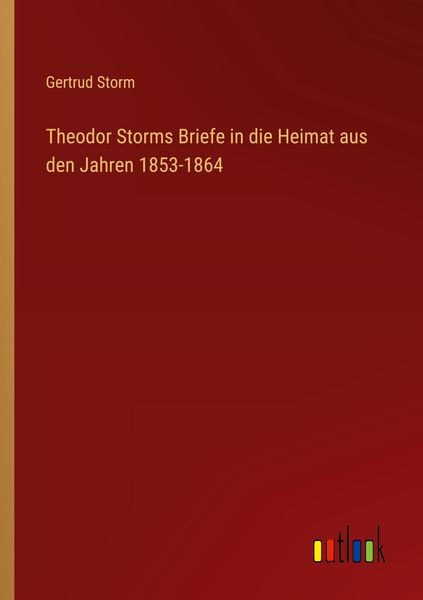 Gertrud Storm
Theodor Storms Briefe in die Heimat aus
den Jahren 1853-1864
outlook